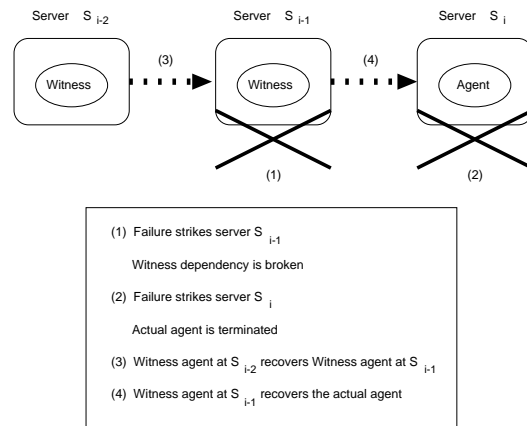 Server S i-2 Server S i-1 Server S i
(3) (4)
Witness Witness Agent
(1) (2)
(1) Failure strikes server S i-1
Witness dependency is broken
(2) Failure strikes server S i
Actual agent is terminated
(3) Witness agent at S i-2 recovers Witness agent at S i-1
(4) Witness agent at S i-1 recovers the actual agent